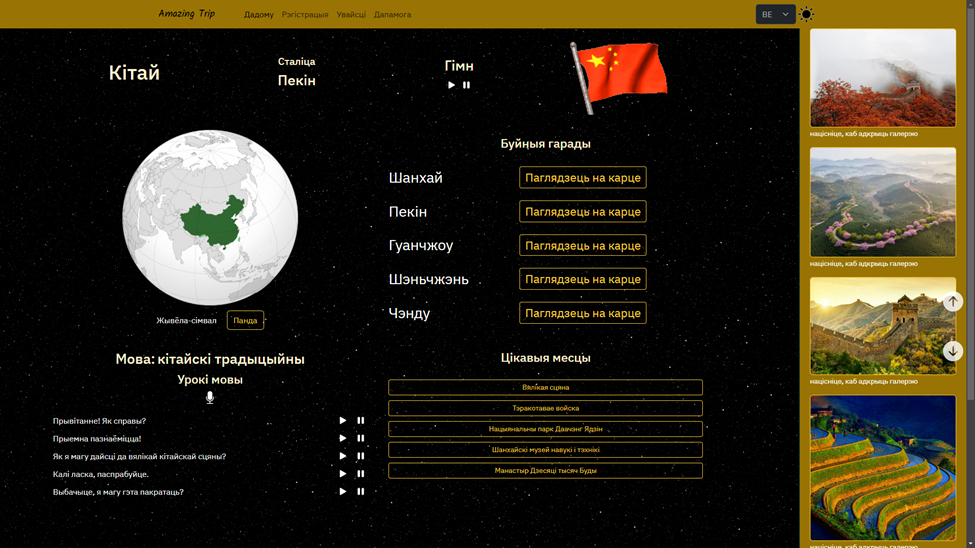 Amazing Trip
Дадому
Рэгістрацыя
Увайсці
Дапамога
BE
Кітай
Сталіца
Пекін
Гімн
Буйныя гарады
Шанхай
Паглядзець на карце
Пекін
Паглядзець на карце
Гуанчжоу
Паглядзець на карце
Шэньчжэнь
Паглядзець на карце
Чэнду
Паглядзець на карце
Жывёла-сімвал
Панда
Мова: кітайскі традыцыйны
Урокі мовы
Прывітанне! Як справы?
Прыемна пазнаёміцца!
Як я магу дайсці да вялікай кітайскай сцяны?
Калі ласка, паспрабуйце.
Выбачыце, я магу гэта пакратаць?
Цікавыя месцы
Вялікая сцяна
Тэракотавае войска
Нацыянальны парк Даачэнг Ядзін
Шанхайскі музей навукі і тэхнікі
Манастыр Дзесяці тысяч Буды
націсніце, каб адкрыць галерэю
націсніце, каб адкрыць галерэю
націсніце, каб адкрыць галерэю
націсніце, каб адкрыць галерэю